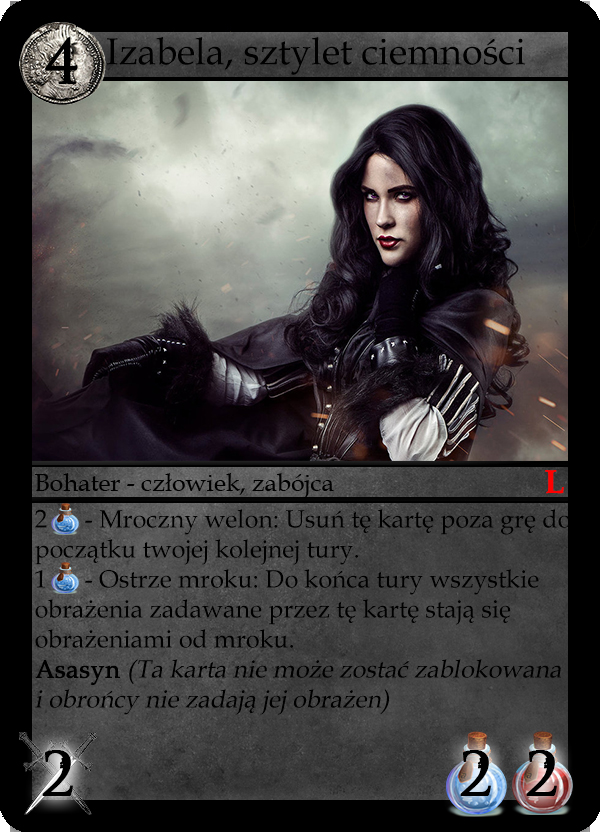 4 Izabela, sztylet ciemności
Bohater - człowiek, zabójca L
2 - Mroczny welon: Usuń tę kartę poza grę do
początku twojej kolejnej tury.
1 - Ostrze mroku: Do końca tury wszystkie
obrażenia zadawane przez tę kartę stają się
obrażeniami od mroku.
Asasyn (Ta karta nie może zostać zablokowana
i obrońcy nie zadają jej obrażen)
2 2 2